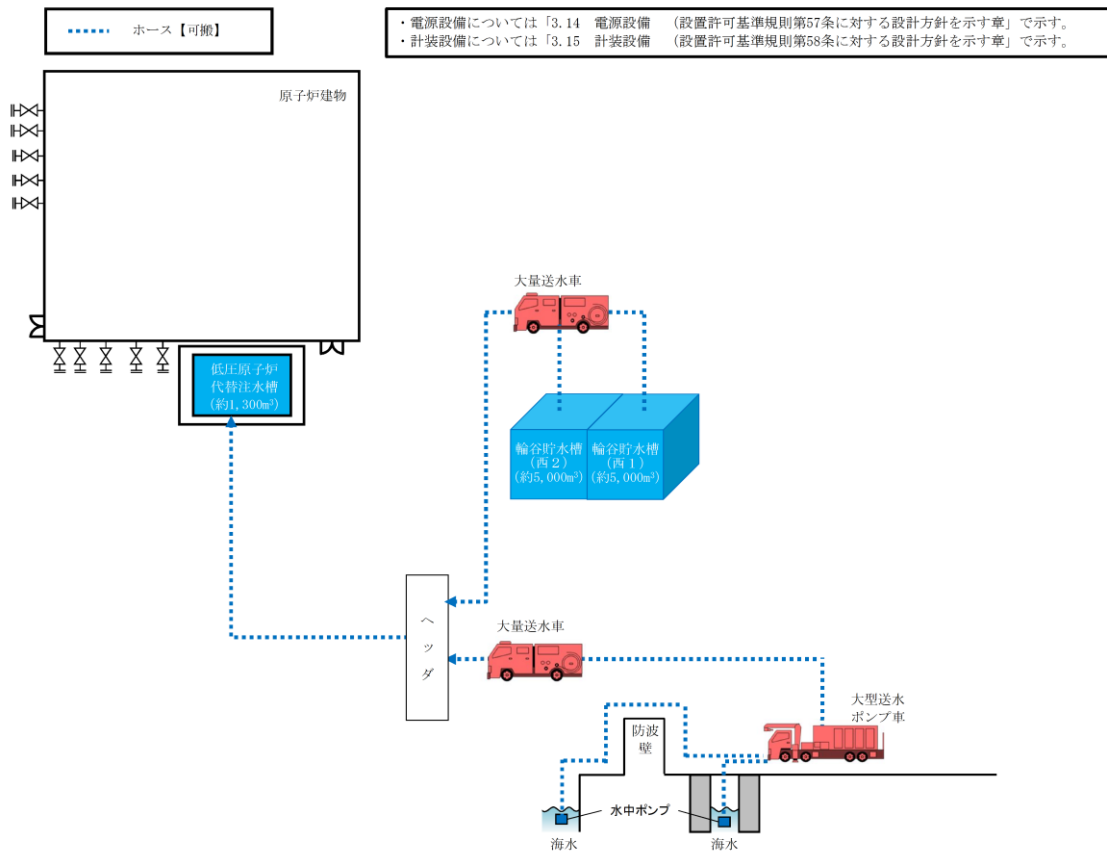 ホース【可搬】
・電源設備については「3.14　電源設備　（設置許可基準規則第57条に対する設計方針を示す章」で示す。
・計装設備については「3.15　計装設備　（設置許可基準規則第58条に対する設計方針を示す章」で示す。
原子炉建物
大量送水車
低圧原子炉
代替注水槽
(約1,300m³)
輪谷貯水槽
(西2)
(約5,000m³)
輪谷貯水槽
(西1)
(約5,000m³)
ヘッダ
大量送水車
大型送水
ポンプ車
防波
壁
水中ポンプ
海水
海水